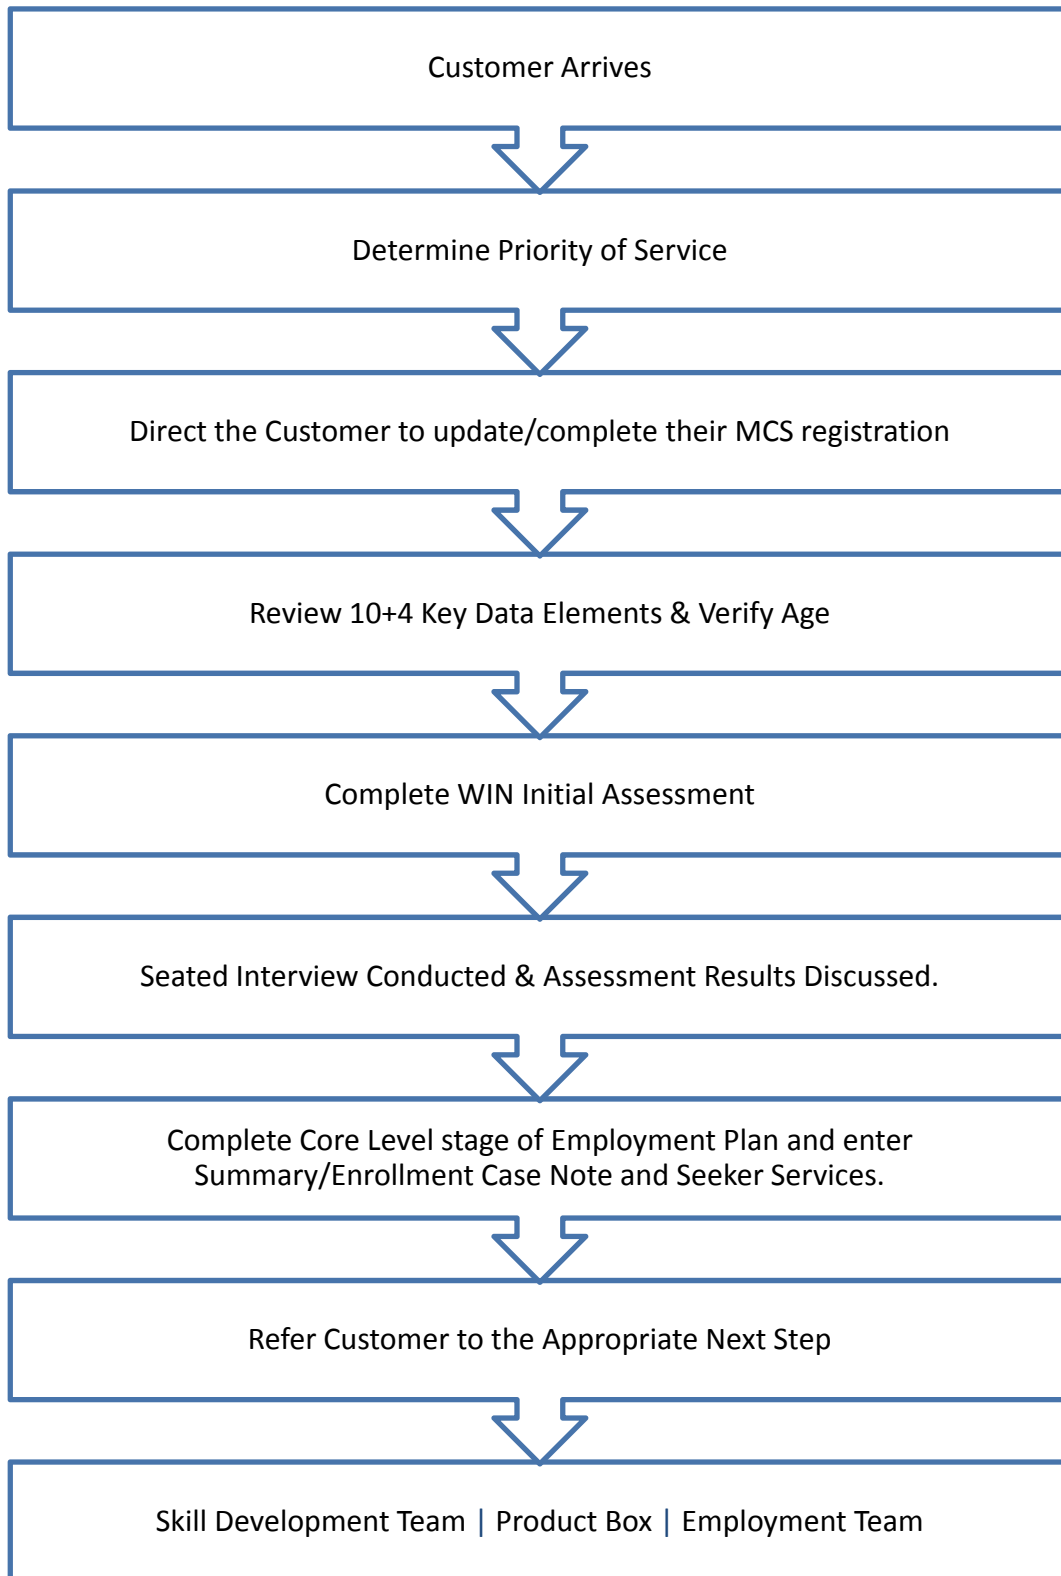 Customer Arrives
Determine Priority of Service
Direct the Customer to update/complete their MCS registration
Review 10+4 Key Data Elements & Verify Age
Complete WIN Initial Assessment
Seated Interview Conducted & Assessment Results Discussed.
Complete Core Level stage of Employment Plan and enter
Summary/Enrollment Case Note and Seeker Services.
Refer Customer to the Appropriate Next Step
Skill Development Team | Product Box | Employment Team